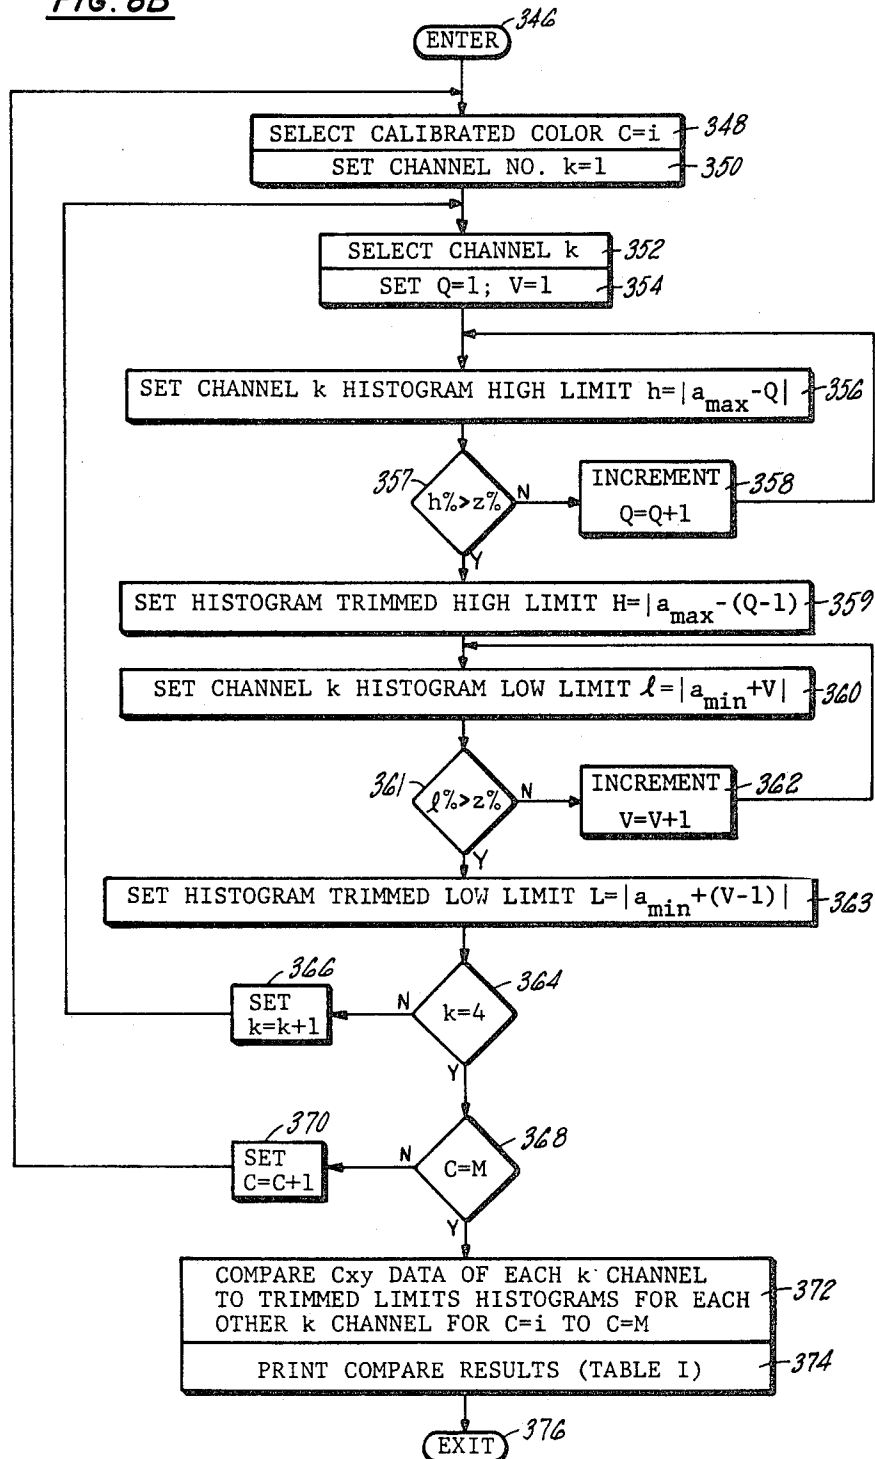 FIG. 6B
ENTER 346
SELECT CALIBRATED COLOR C=i 348
SET CHANNEL NO. k=1 350
SELECT CHANNEL k 352
SET Q=1; V=1 354
SET CHANNEL k HISTOGRAM HIGH LIMIT h=|a max -Q| 356
357 h%>z% N
INCREMENT 358
Q=Q+1
Y
SET HISTOGRAM TRIMMED HIGH LIMIT H=|a max -(Q-1) 359
SET CHANNEL k HISTOGRAM LOW LIMIT ℓ=|a min +V| 360
361 ℓ%>z% N
INCREMENT 362
V=V+1
Y
SET HISTOGRAM TRIMMED LOW LIMIT L=|a min +(V-1)| 363
366
SET
k=k+1
N k=4 364
Y
370
SET
C=C+1
N C=M 368
Y
COMPARE Cxy DATA OF EACH k CHANNEL
TO TRIMMED LIMITS HISTOGRAMS FOR EACH 372
OTHER k CHANNEL FOR C=i TO C=M
PRINT COMPARE RESULTS (TABLE I) 374
EXIT 376